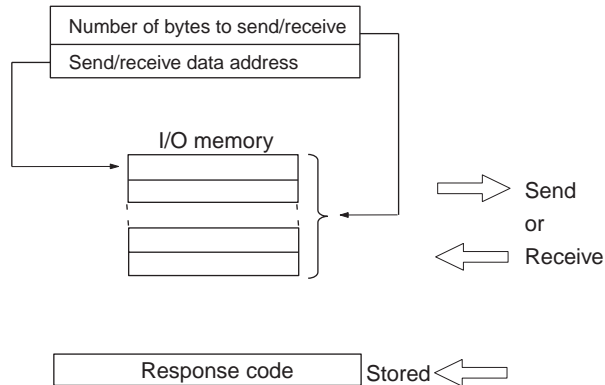 Number of bytes to send/receive
Send/receive data address
I/O memory
Send
or
Receive
Response code
Stored